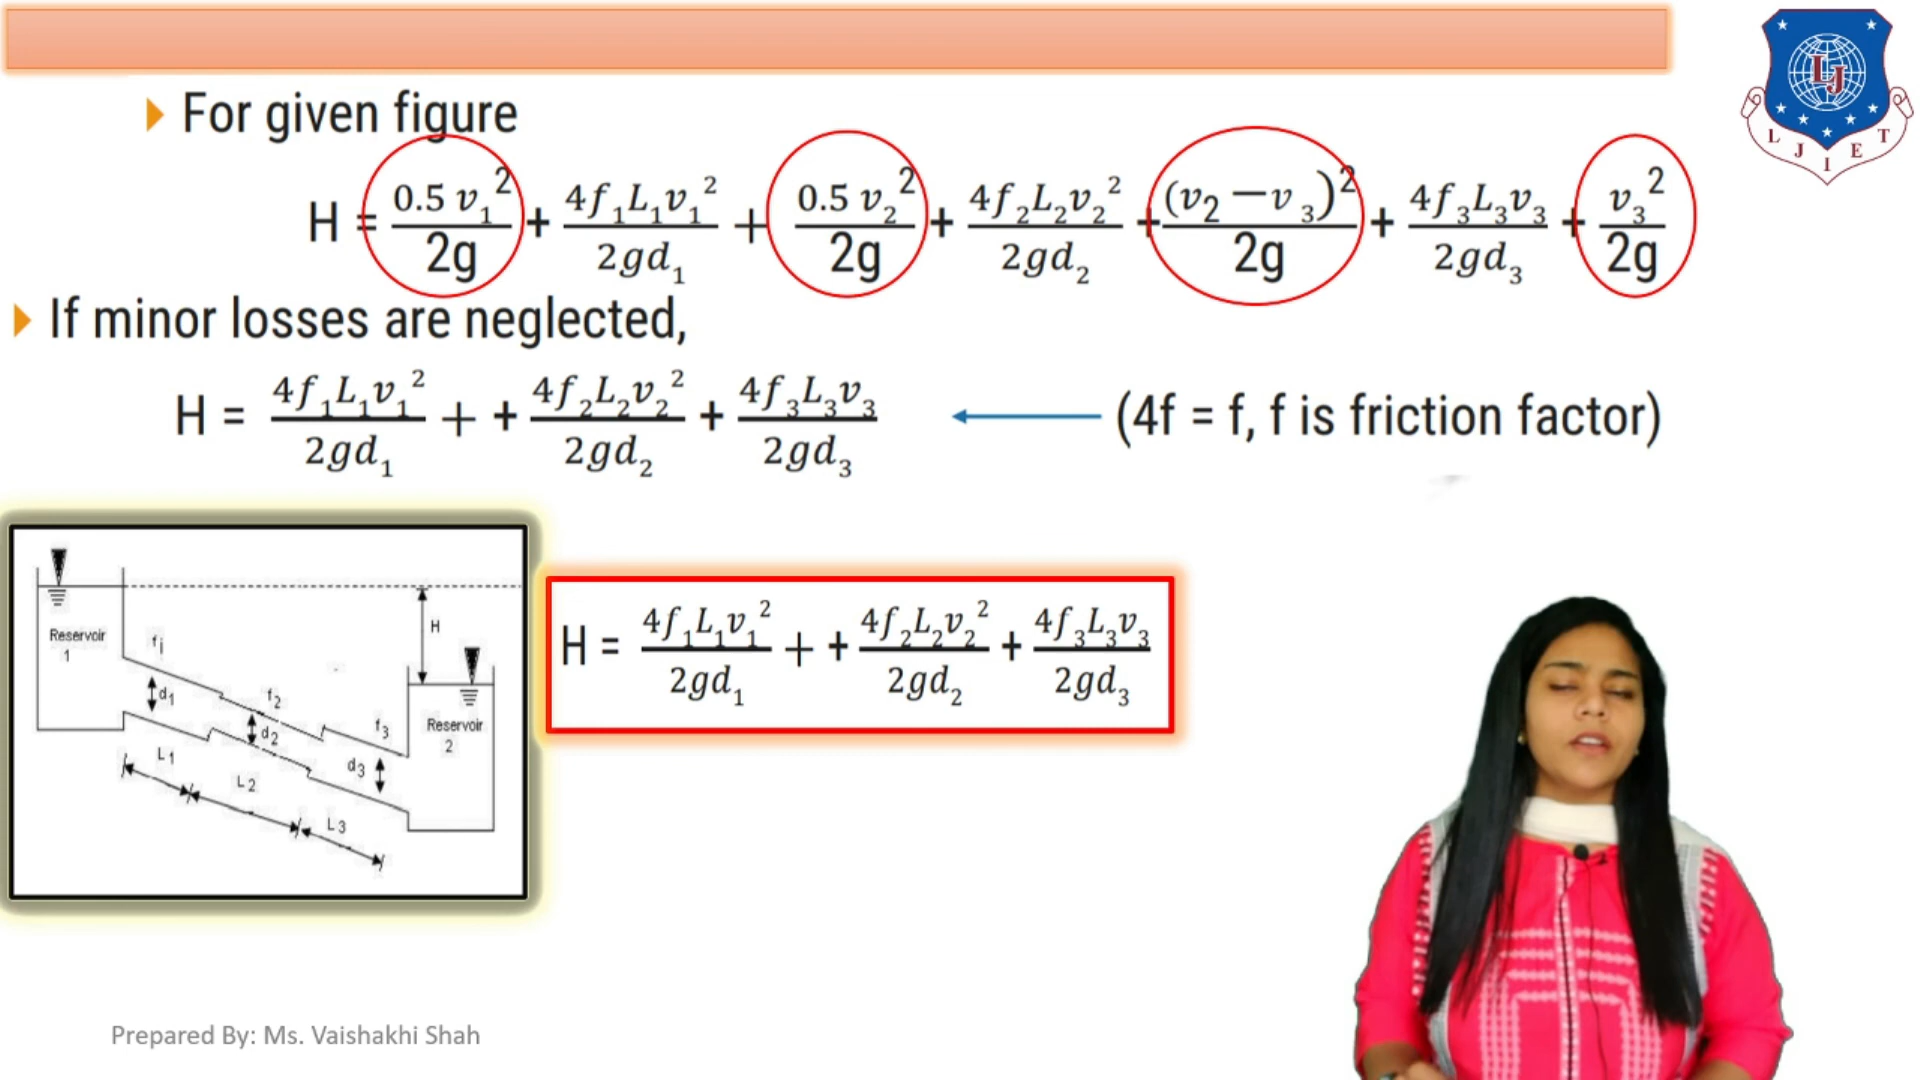 For given figure
H = 0.5 v₁²/2g + 4f₁L₁v₁²/2gd₁ + 0.5 v₂²/2g + 4f₂L₂v₂²/2gd₂ + (v₂ − v₃)²/2g + 4f₃L₃v₃/2gd₃ + v₃²/2g
If minor losses are neglected,
H = 4f₁L₁v₁²/2gd₁ + + 4f₂L₂v₂²/2gd₂ + 4f₃L₃v₃/2gd₃ (4f = f, f is friction factor)
H = 4f₁L₁v₁²/2gd₁ + + 4f₂L₂v₂²/2gd₂ + 4f₃L₃v₃/2gd₃
Reservoir
1
H
d1
f2
d2
f3
d3
Reservoir
2
L1
L2
L3
Prepared By: Ms. Vaishakhi Shah
LJ
L J I E T